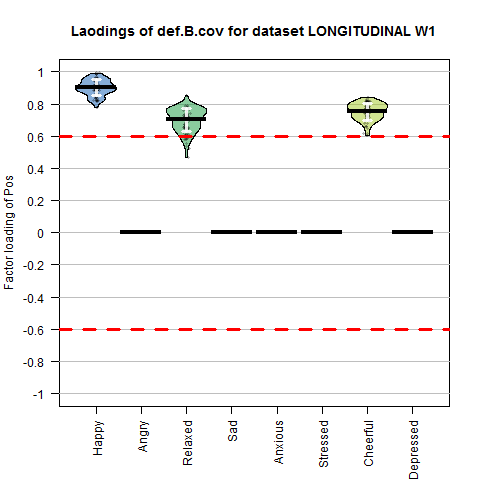 Laodings of def.B.cov for dataset LONGITUDINAL W1
Factor loading of Pos
1
0.8
0.6
0.4
0.2
0
-0.2
-0.4
-0.6
-0.8
-1
Happy
Angry
Relaxed
Sad
Anxious
Stressed
Cheerful
Depressed